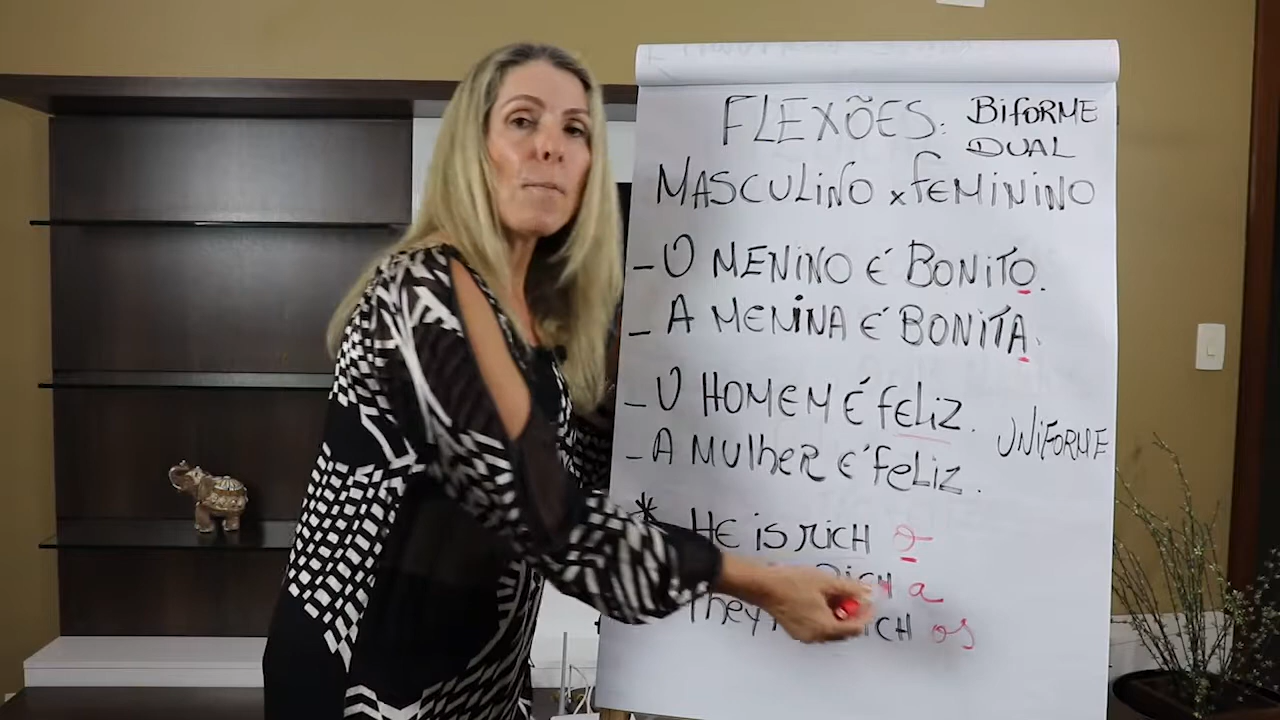 FLEXÕES: BIFORME
DUAL
MASCULINO x FEMININO
– O MENINO É BONITO.
– A MENINA É BONITA.
– O HOMEM É FELIZ.
UNIFORME
– A MULHER É FELIZ.
* HE IS RICH o
RICH a
They RICH os